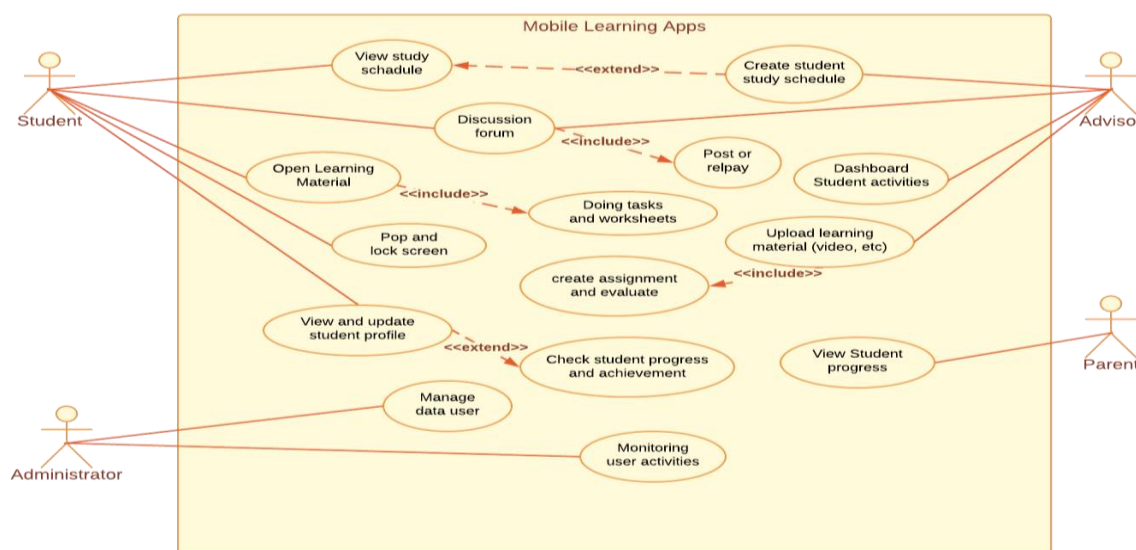 Mobile Learning Apps
View study
schadule
<<extend>>
Create student
study schedule
Student
Discussion
forum
<<include>>
Post or
relpay
Adviso
Open Learning
Material
<<include>>
Doing tasks
and worksheets
Dashboard
Student activities
Pop and
lock screen
Upload learning
material (video, etc)
<<include>>
create assignment
and evaluate
View and update
student profile
<<extend>>
Check student progress
and achievement
View Student
progress
Parent
Manage
data user
Administrator
Monitoring
user activities